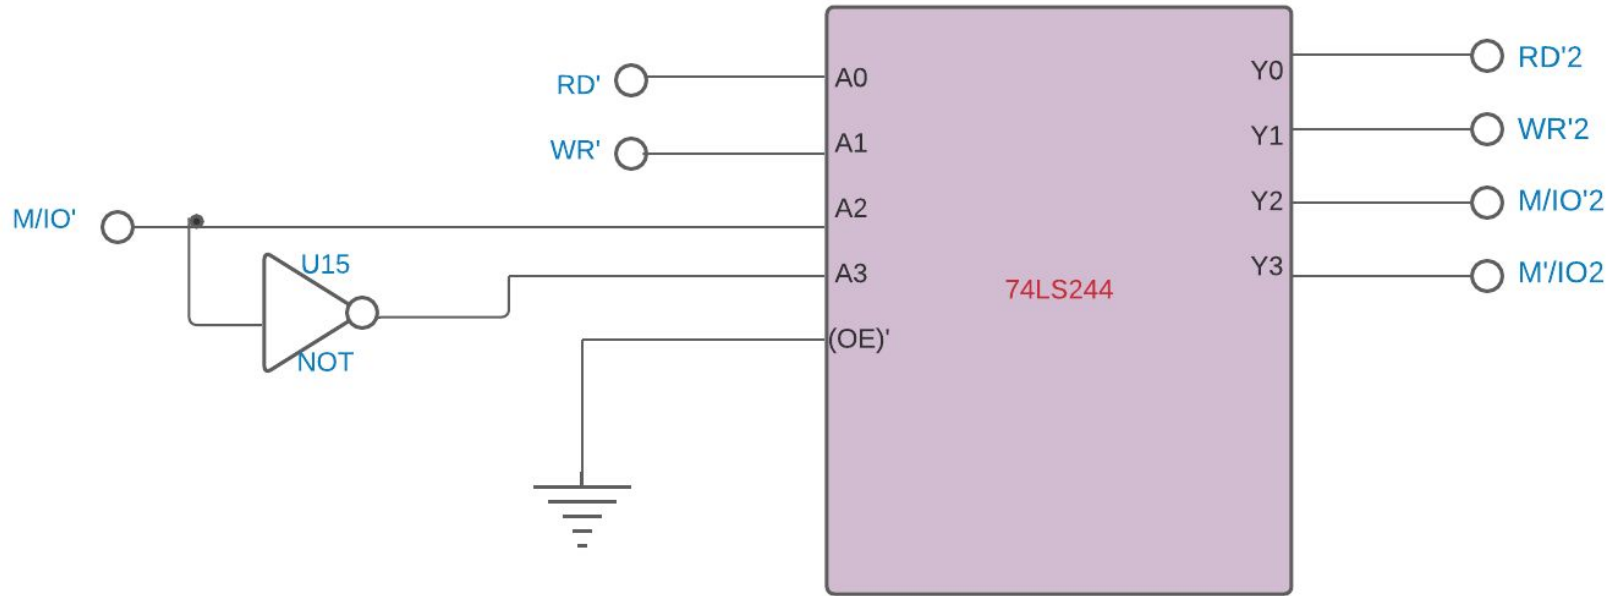 RD'
WR'
M/IO'
U15
NOT
A0
A1
A2
A3
(OE)'
74LS244
Y0
Y1
Y2
Y3
RD'2
WR'2
M/IO'2
M'/IO2